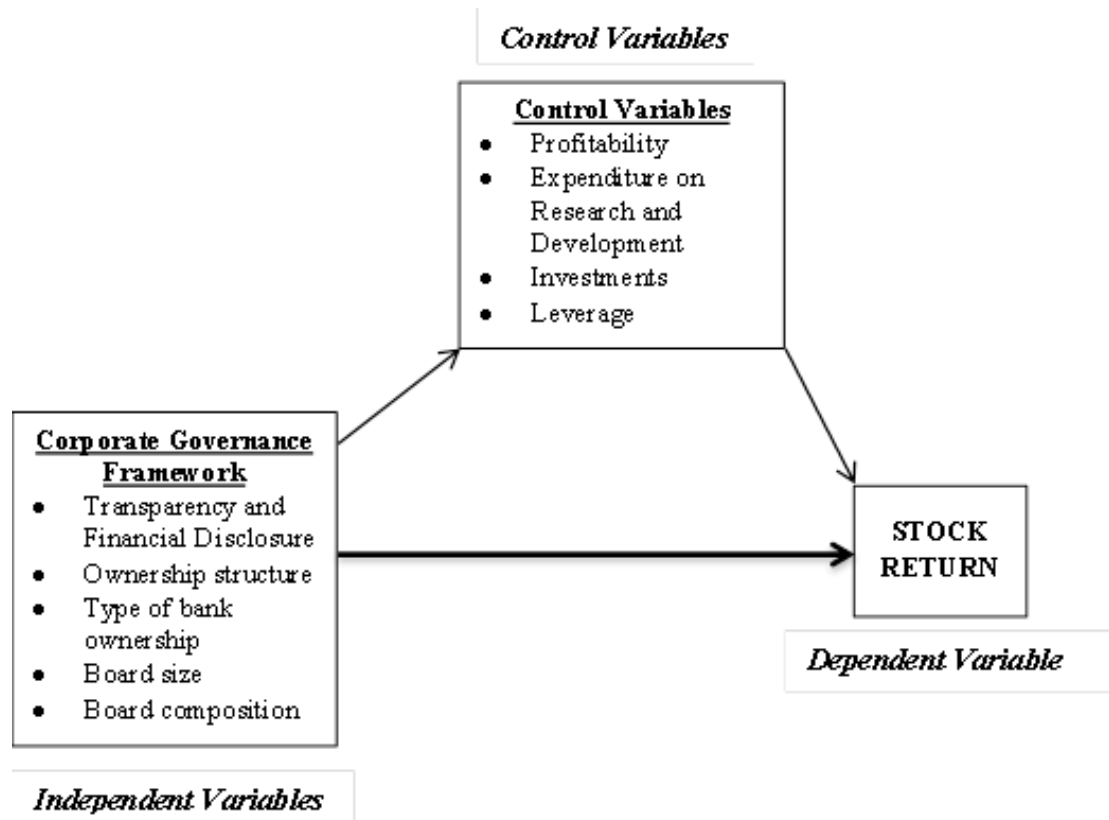 Control Variables
Control Variables
● Profitability
● Expenditure on
Research and
Development
● Investments
● Leverage
Corporate Governance
Framework
● Transparency and
Financial Disclosure
● Ownership structure
● Type of bank
ownership
● Board size
● Board composition
Independent Variables
STOCK
RETURN
Dependent Variable